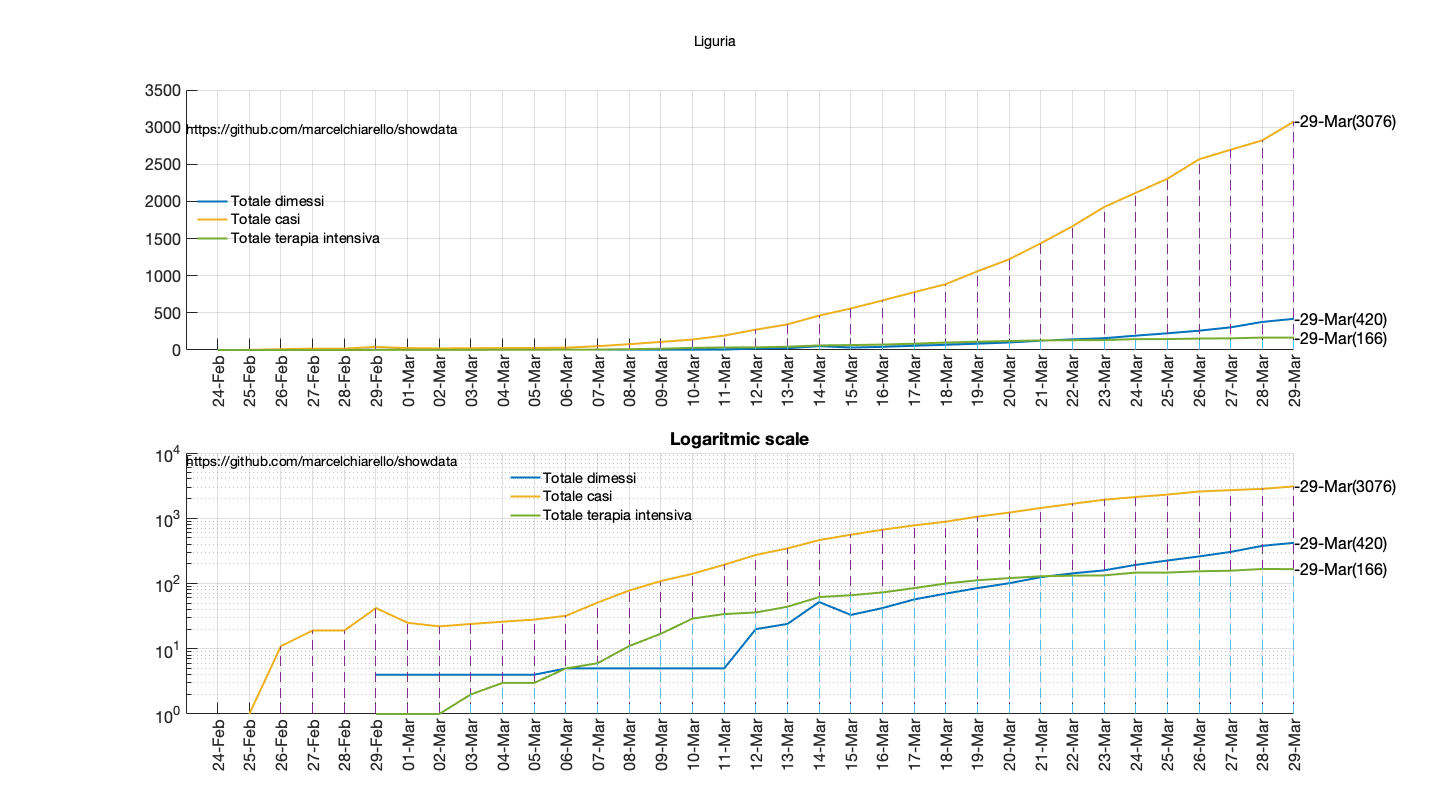 Liguria
3500
3000
2500
2000
1500
1000
500
0
https://github.com/marcelchiarello/showdata
Totale dimessi
Totale casi
Totale terapia intensiva
-29-Mar(3076)
-29-Mar(420)
-29-Mar(166)
24-Feb
25-Feb
26-Feb
27-Feb
28-Feb
29-Feb
01-Mar
02-Mar
03-Mar
04-Mar
05-Mar
06-Mar
07-Mar
08-Mar
09-Mar
10-Mar
11-Mar
12-Mar
13-Mar
14-Mar
15-Mar
16-Mar
17-Mar
18-Mar
19-Mar
20-Mar
21-Mar
22-Mar
23-Mar
24-Mar
25-Mar
26-Mar
27-Mar
28-Mar
29-Mar
Logaritmic scale
10^4
10^3
10^2
10^1
10^0
https://github.com/marcelchiarello/showdata
Totale dimessi
Totale casi
Totale terapia intensiva
-29-Mar(3076)
-29-Mar(420)
-29-Mar(166)
24-Feb
25-Feb
26-Feb
27-Feb
28-Feb
29-Feb
01-Mar
02-Mar
03-Mar
04-Mar
05-Mar
06-Mar
07-Mar
08-Mar
09-Mar
10-Mar
11-Mar
12-Mar
13-Mar
14-Mar
15-Mar
16-Mar
17-Mar
18-Mar
19-Mar
20-Mar
21-Mar
22-Mar
23-Mar
24-Mar
25-Mar
26-Mar
27-Mar
28-Mar
29-Mar